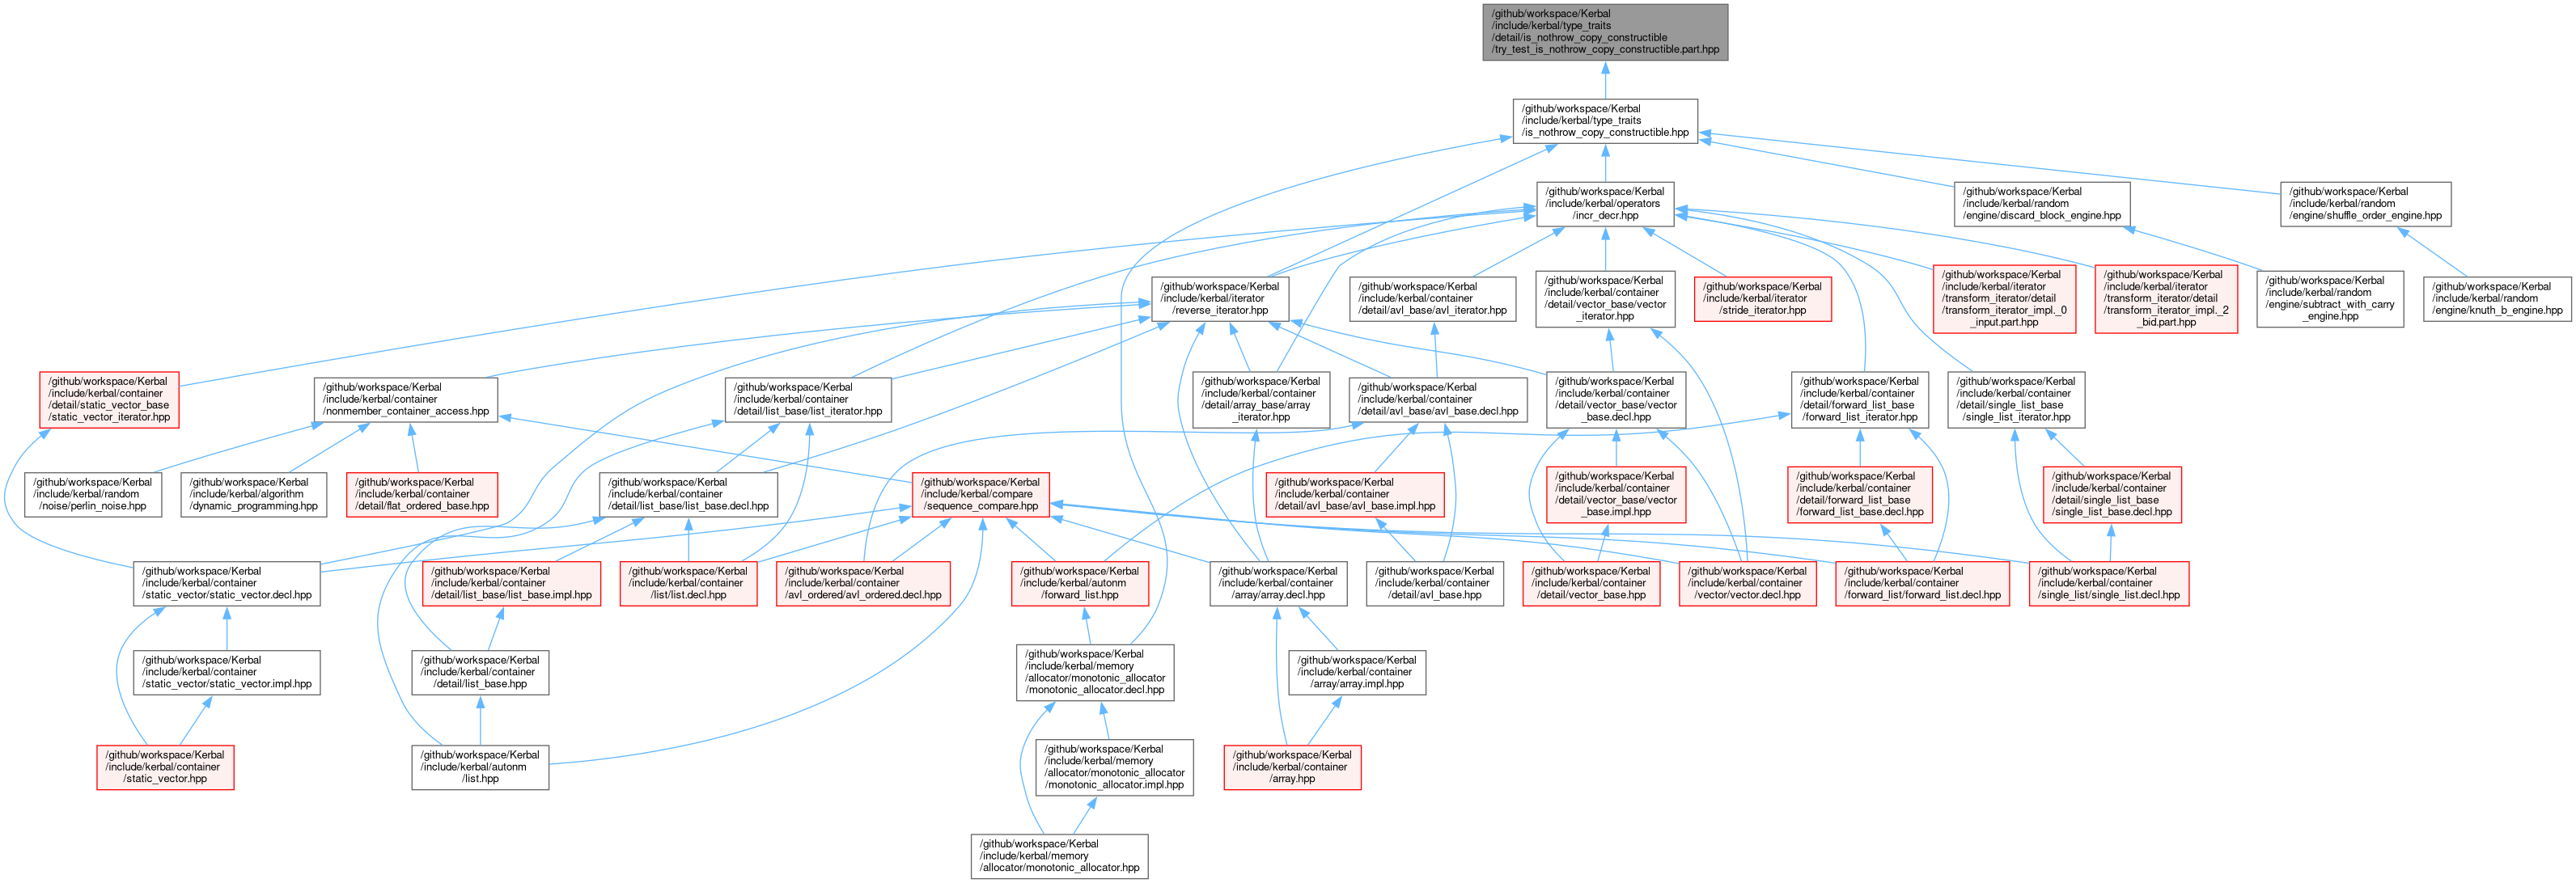 /github/workspace/Kerbal
/include/kerbal/type_traits
/detail/is_nothrow_copy_constructible
/try_test_is_nothrow_copy_constructible.part.hpp
/github/workspace/Kerbal
/include/kerbal/type_traits
/is_nothrow_copy_constructible.hpp
/github/workspace/Kerbal
/include/kerbal/operators
/incr_decr.hpp
/github/workspace/Kerbal
/include/kerbal/random
/engine/discard_block_engine.hpp
/github/workspace/Kerbal
/include/kerbal/random
/engine/shuffle_order_engine.hpp
/github/workspace/Kerbal
/include/kerbal/iterator
/reverse_iterator.hpp
/github/workspace/Kerbal
/include/kerbal/container
/detail/avl_base/avl_iterator.hpp
/github/workspace/Kerbal
/include/kerbal/container
/detail/vector_base/vector
_iterator.hpp
/github/workspace/Kerbal
/include/kerbal/iterator
/stride_iterator.hpp
/github/workspace/Kerbal
/include/kerbal/iterator
/transform_iterator/detail
/transform_iterator_impl._0
_input.part.hpp
/github/workspace/Kerbal
/include/kerbal/iterator
/transform_iterator/detail
/transform_iterator_impl._2
_bid.part.hpp
/github/workspace/Kerbal
/include/kerbal/random
/engine/subtract_with_carry
_engine.hpp
/github/workspace/Kerbal
/include/kerbal/random
/engine/knuth_b_engine.hpp
/github/workspace/Kerbal
/include/kerbal/container
/detail/static_vector_base
/static_vector_iterator.hpp
/github/workspace/Kerbal
/include/kerbal/container
/nonmember_container_access.hpp
/github/workspace/Kerbal
/include/kerbal/container
/detail/list_base/list_iterator.hpp
/github/workspace/Kerbal
/include/kerbal/container
/detail/array_base/array
_iterator.hpp
/github/workspace/Kerbal
/include/kerbal/container
/detail/avl_base/avl_base.decl.hpp
/github/workspace/Kerbal
/include/kerbal/container
/detail/vector_base/vector
_base.decl.hpp
/github/workspace/Kerbal
/include/kerbal/container
/detail/forward_list_base
/forward_list_iterator.hpp
/github/workspace/Kerbal
/include/kerbal/container
/detail/single_list_base
/single_list_iterator.hpp
/github/workspace/Kerbal
/include/kerbal/random
/noise/perlin_noise.hpp
/github/workspace/Kerbal
/include/kerbal/algorithm
/dynamic_programming.hpp
/github/workspace/Kerbal
/include/kerbal/container
/detail/flat_ordered_base.hpp
/github/workspace/Kerbal
/include/kerbal/container
/detail/list_base/list_base.decl.hpp
/github/workspace/Kerbal
/include/kerbal/compare
/sequence_compare.hpp
/github/workspace/Kerbal
/include/kerbal/container
/detail/avl_base/avl_base.impl.hpp
/github/workspace/Kerbal
/include/kerbal/container
/detail/vector_base/vector
_base.impl.hpp
/github/workspace/Kerbal
/include/kerbal/container
/detail/forward_list_base
/forward_list_base.decl.hpp
/github/workspace/Kerbal
/include/kerbal/container
/detail/single_list_base
/single_list_base.decl.hpp
/github/workspace/Kerbal
/include/kerbal/container
/static_vector/static_vector.decl.hpp
/github/workspace/Kerbal
/include/kerbal/container
/detail/list_base/list_base.impl.hpp
/github/workspace/Kerbal
/include/kerbal/container
/list/list.decl.hpp
/github/workspace/Kerbal
/include/kerbal/container
/avl_ordered/avl_ordered.decl.hpp
/github/workspace/Kerbal
/include/kerbal/autonm
/forward_list.hpp
/github/workspace/Kerbal
/include/kerbal/container
/array/array.decl.hpp
/github/workspace/Kerbal
/include/kerbal/container
/detail/avl_base.hpp
/github/workspace/Kerbal
/include/kerbal/container
/detail/vector_base.hpp
/github/workspace/Kerbal
/include/kerbal/container
/vector/vector.decl.hpp
/github/workspace/Kerbal
/include/kerbal/container
/forward_list/forward_list.decl.hpp
/github/workspace/Kerbal
/include/kerbal/container
/single_list/single_list.decl.hpp
/github/workspace/Kerbal
/include/kerbal/container
/static_vector/static_vector.impl.hpp
/github/workspace/Kerbal
/include/kerbal/container
/detail/list_base.hpp
/github/workspace/Kerbal
/include/kerbal/memory
/allocator/monotonic_allocator
/monotonic_allocator.decl.hpp
/github/workspace/Kerbal
/include/kerbal/container
/array/array.impl.hpp
/github/workspace/Kerbal
/include/kerbal/container
/static_vector.hpp
/github/workspace/Kerbal
/include/kerbal/autonm
/list.hpp
/github/workspace/Kerbal
/include/kerbal/memory
/allocator/monotonic_allocator
/monotonic_allocator.impl.hpp
/github/workspace/Kerbal
/include/kerbal/container
/array.hpp
/github/workspace/Kerbal
/include/kerbal/memory
/allocator/monotonic_allocator.hpp